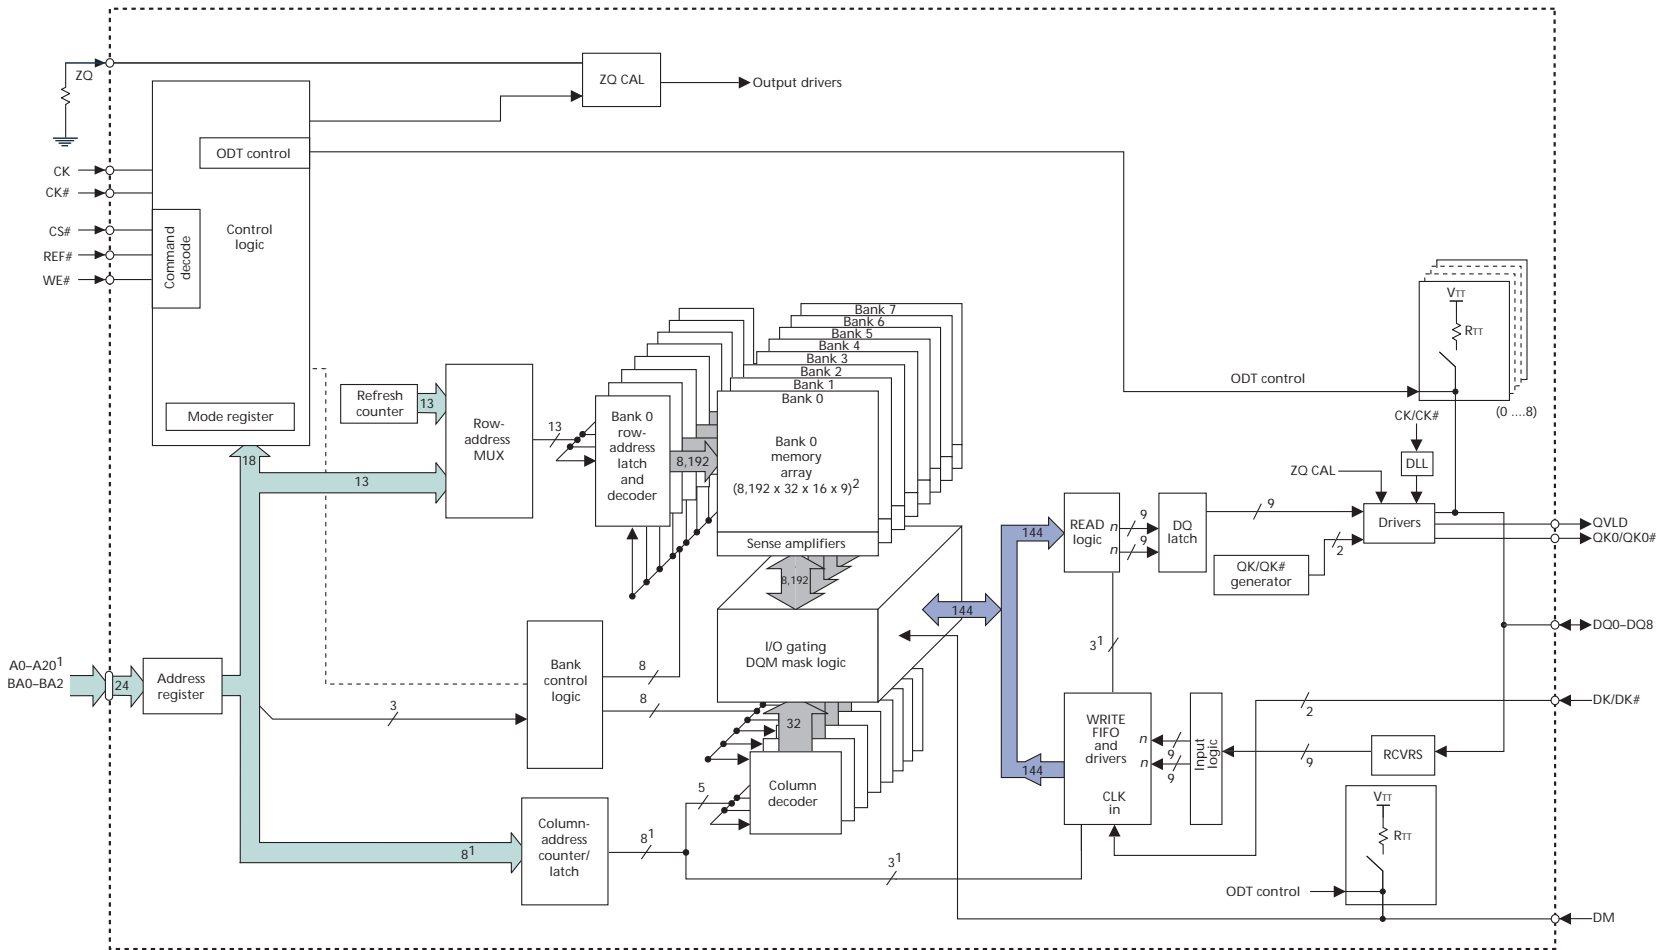 ZQ
ZQ CAL
Output drivers
ODT control
CK
CK#
CS#
REF#
WE#
Command
decode
Control
logic
Mode register
Refresh
counter
13
Row-
address
MUX
13
Bank 0
row-
address
latch
and
decoder
8,192
Bank 7
Bank 6
Bank 5
Bank 4
Bank 3
Bank 2
Bank 1
Bank 0
Bank 0
memory
array
(8,192 x 32 x 16 x 9)2
Sense amplifiers
8,192
18
13
VTT
RTT
ODT control
(0 ....8)
CK/CK#
DLL
ZQ CAL
Drivers
READ
logic
n
n
9
9
DQ
latch
9
QK/QK#
generator
2
QVLD
QK0/QK0#
DQ0–DQ8
144
144
144
I/O gating
DQM mask logic
A0–A201
BA0–BA2
24
Address
register
3
Bank
control
logic
8
8
32
Column
decoder
5
31
WRITE
FIFO
and
drivers
n
n
CLK
in
9
9
Input
logic
2
9
RCVRS
DK/DK#
81
Column-
address
counter/
latch
81
31
VTT
RTT
ODT control
DM